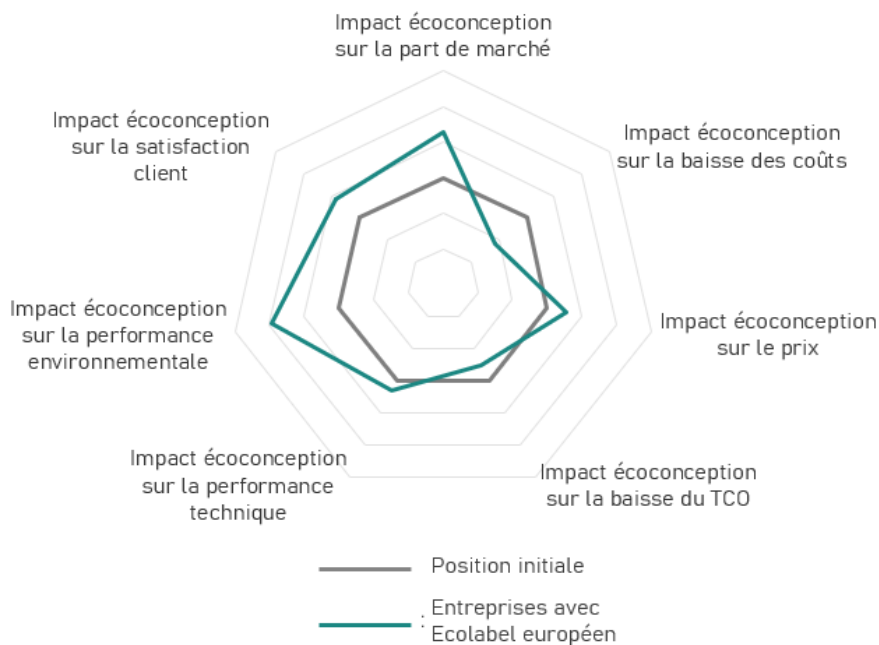 Impact écoconception
sur la part de marché
Impact écoconception
sur la baisse des coûts
Impact écoconception
sur le prix
Impact écoconception
sur la baisse du TCO
Impact écoconception
sur la performance
technique
Impact écoconception
sur la performance
environnementale
Impact écoconception
sur la satisfaction
client
Position initiale
: Entreprises avec
Ecolabel européen